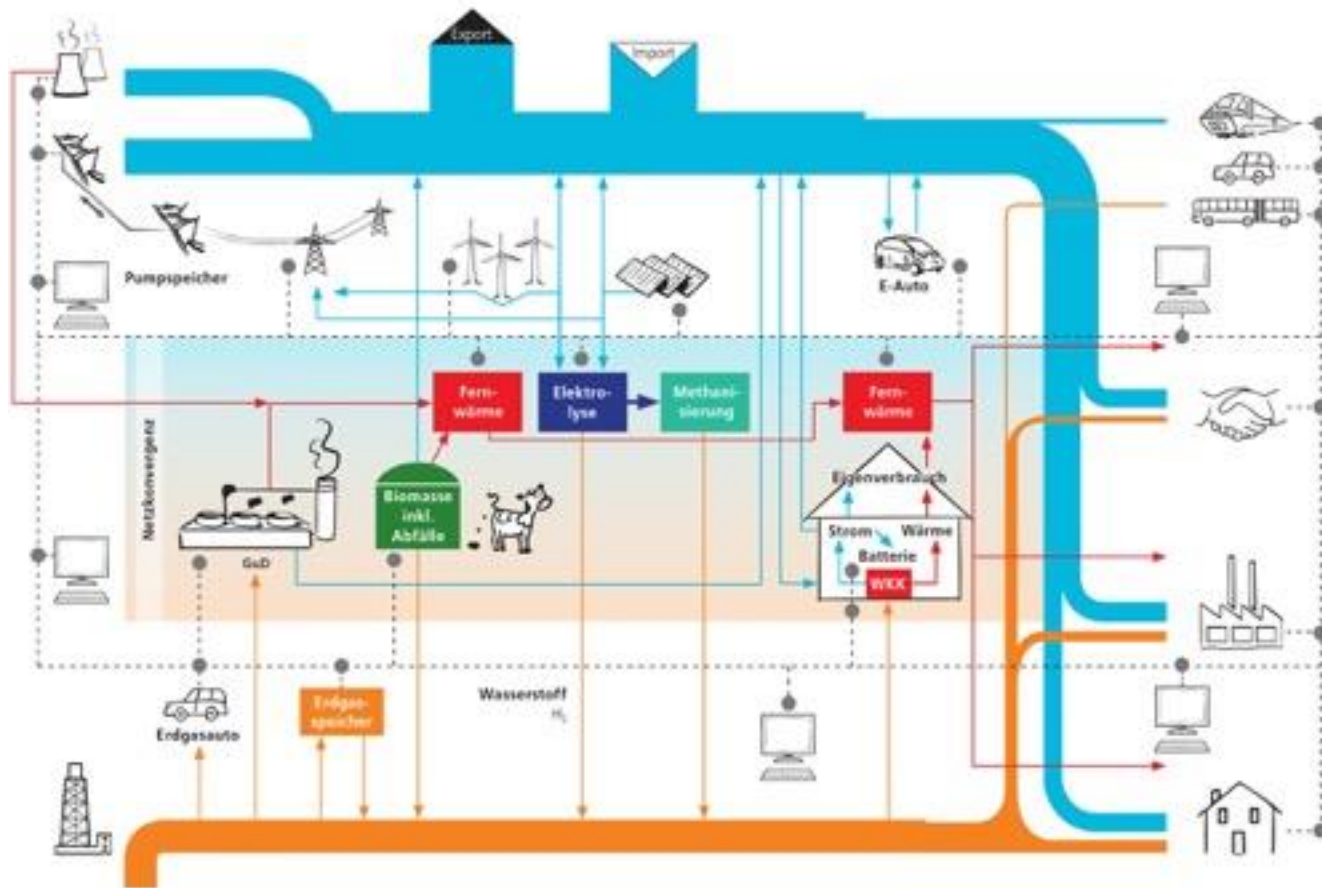 Export
Import
Pumpspeicher
E-Auto
Netzkonvergenz
Fern-
wärme
Elektro-
lyse
Methani-
sierung
Fern-
wärme
Biomasse
inkl.
Abfälle
GuD
Eigenverbrauch
Strom
Wärme
Batterie
WKK
Erdgasauto
Erdgas-
speicher
Wasserstoff
H₂